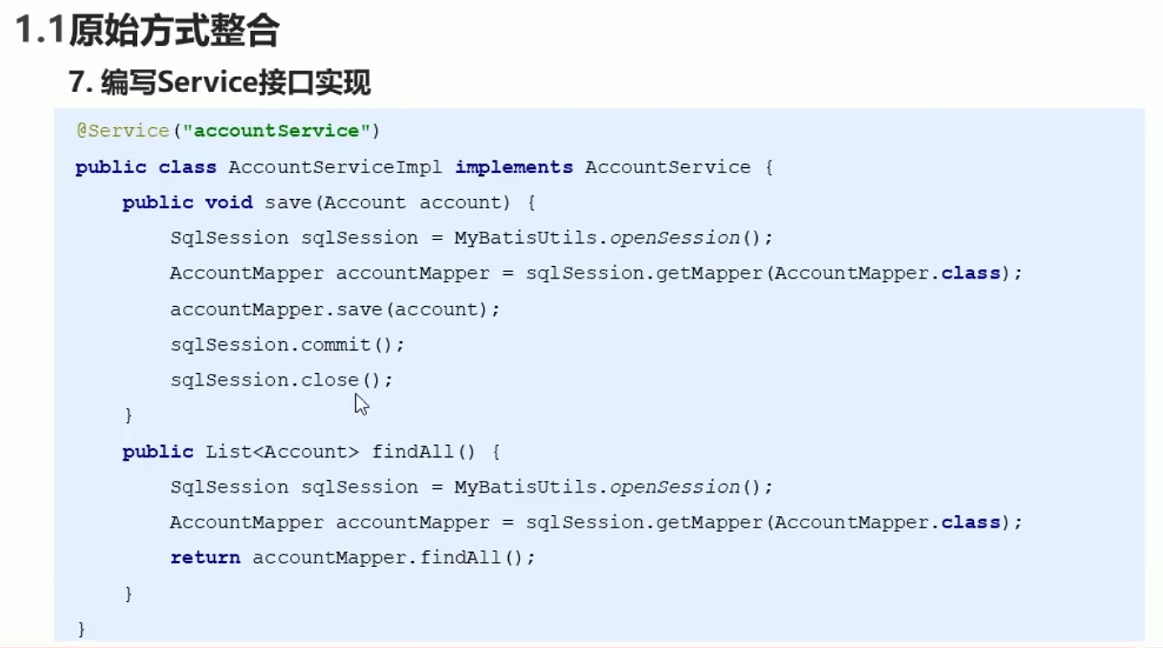 1.1原始方式整合
7. 编写Service接口实现
@Service("accountService")
public class AccountServiceImpl implements AccountService {
    public void save(Account account) {
        SqlSession sqlSession = MyBatisUtils.openSession();
        AccountMapper accountMapper = sqlSession.getMapper(AccountMapper.class);
        accountMapper.save(account);
        sqlSession.commit();
        sqlSession.close();
    }
    public List<Account> findAll() {
        SqlSession sqlSession = MyBatisUtils.openSession();
        AccountMapper accountMapper = sqlSession.getMapper(AccountMapper.class);
        return accountMapper.findAll();
    }
}